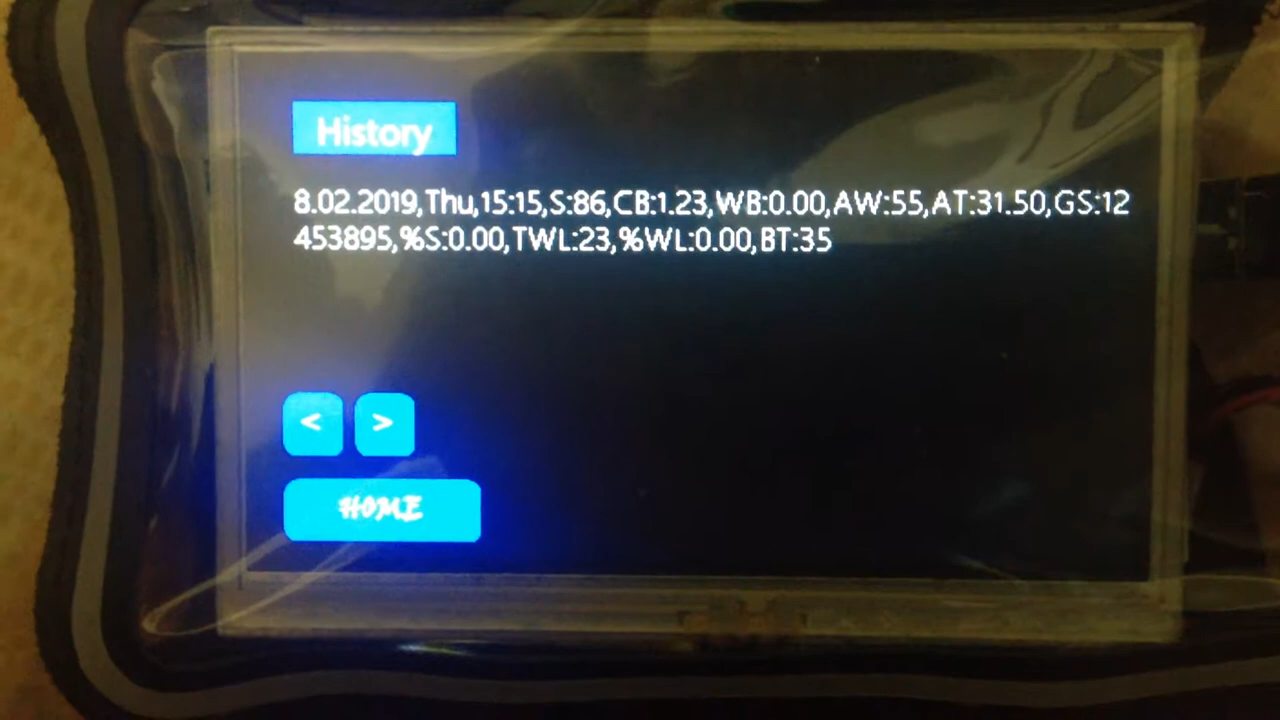 History
8.02.2019,Thu,15:15,S:86,CB:1.23,WB:0.00,AW:55,AT:31.50,GS:12
453895,%S:0.00,TWL:23,%WL:0.00,BT:35
< >
HOME